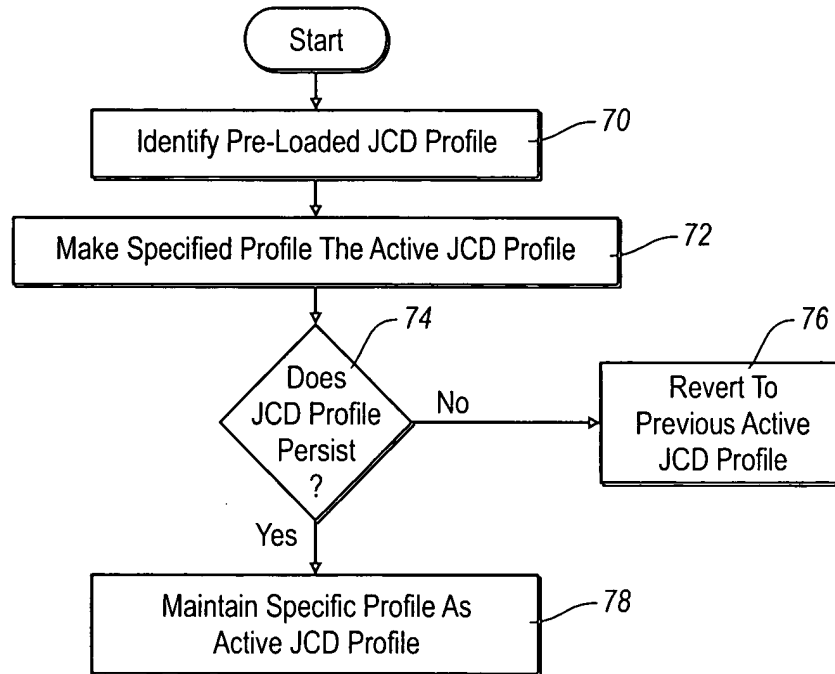 Start
Identify Pre-Loaded JCD Profile
70
Make Specified Profile The Active JCD Profile
72
74
Does
JCD Profile
Persist
?
No
76
Revert To
Previous Active
JCD Profile
Yes
Maintain Specific Profile As
Active JCD Profile
78